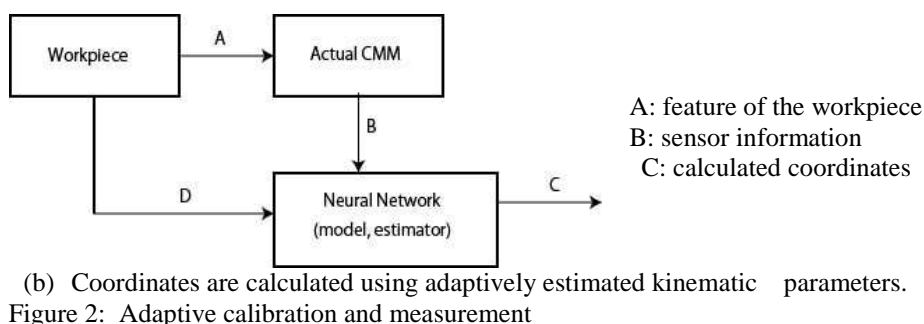 Workpiece
A
Actual CMM
B
D
Neural Network
(model, estimator)
C
A: feature of the workpiece
B: sensor information
C: calculated coordinates
(b) Coordinates are calculated using adaptively estimated kinematic parameters.
Figure 2: Adaptive calibration and measurement